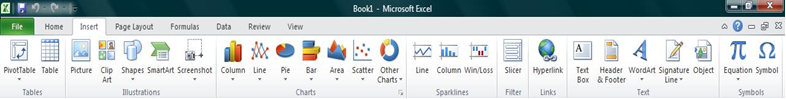 Book1 - Microsoft Excel
File Home Insert Page Layout Formulas Data Review View
PivotTable Table Picture Clip Art Shapes SmartArt Screenshot Column Line Pie Bar Area Scatter Other Charts Line Column Win/Loss Slicer Hyperlink Text Box Header & Footer WordArt Signature Line Object Equation Symbol
Tables Illustrations Charts Sparklines Filter Links Text Symbols